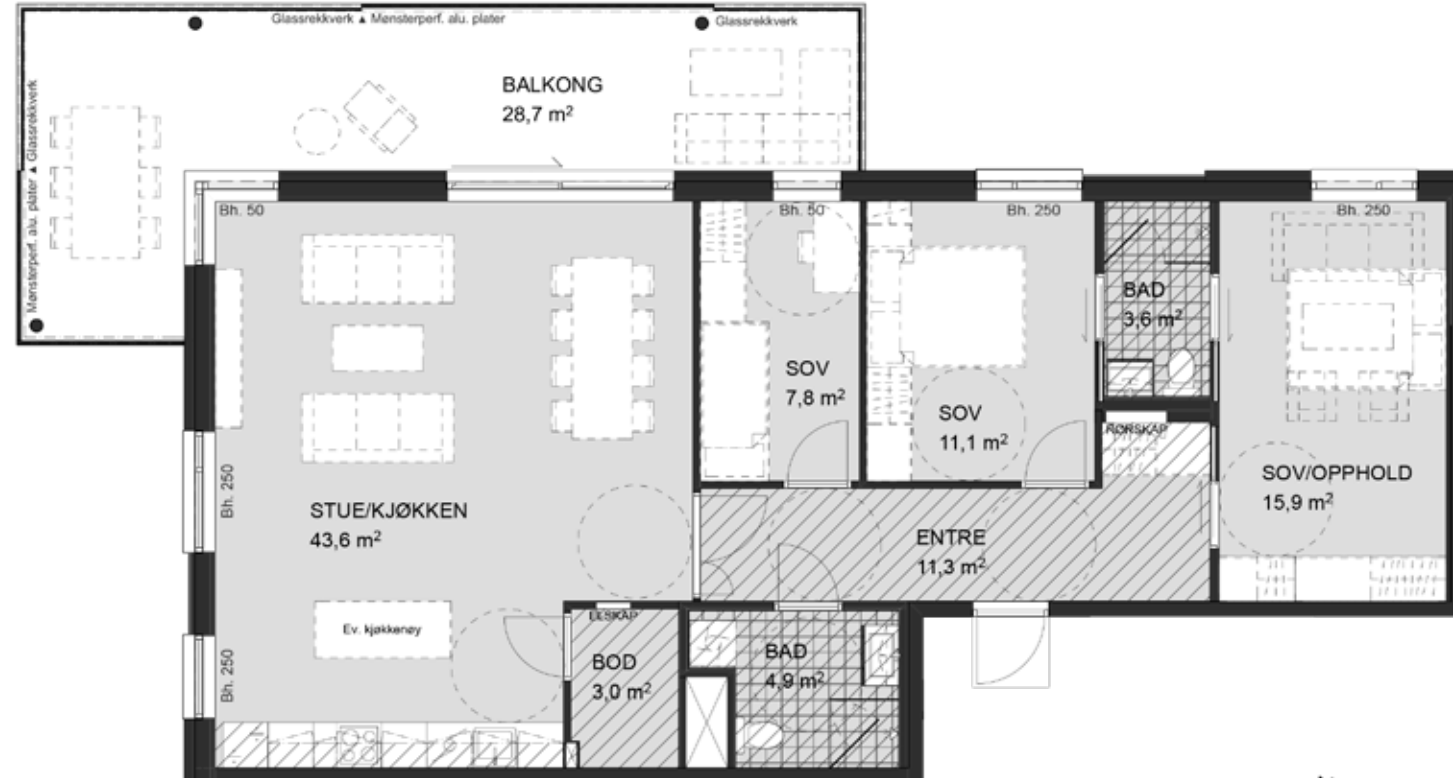 Glassrekkverk ▲ Mønsterperf. alu. plater
Glassrekkverk
BALKONG
28,7 m²
Mønsterperf. alu. plater ▲ Glassrekkverk
Bh. 50
Bh. 50
Bh. 250
Bh. 250
BAD
3,6 m²
SOV
7,8 m²
SOV
11,1 m²
RØRSKAP
SOV/OPPHOLD
15,9 m²
Bh. 250
STUE/KJØKKEN
43,6 m²
ENTRE
11,3 m²
Ev. kjøkkenøy
ELSKAP
Bh. 250
BOD
3,0 m²
BAD
4,9 m²